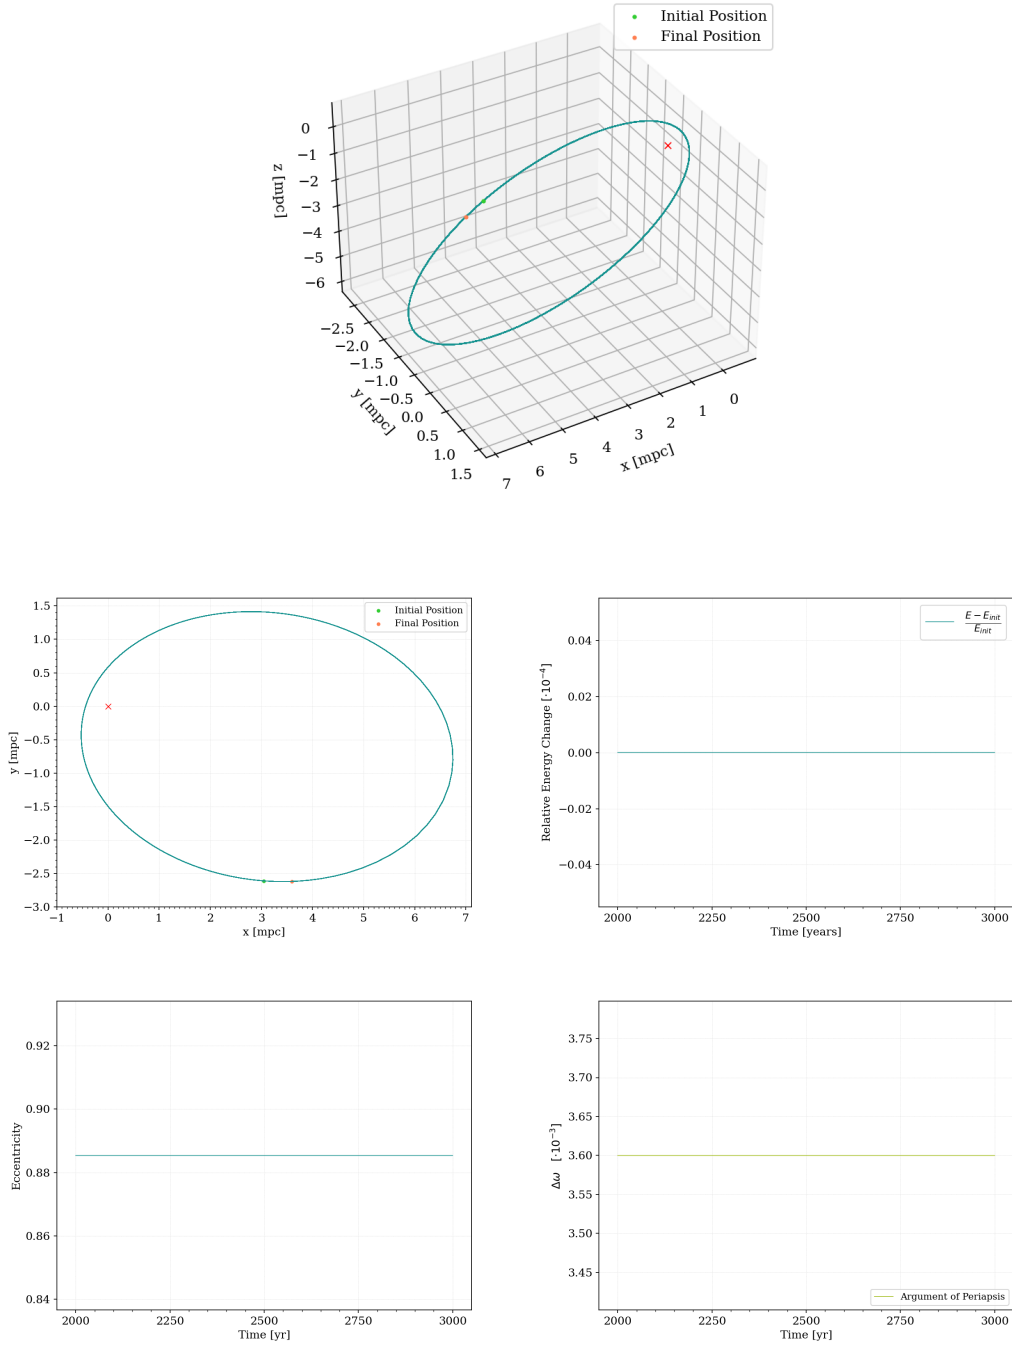 Initial Position
Final Position
0
−1
−2
−3
−4
−5
−6
z [mpc]
−2.5
−2.0
−1.5
−1.0
−0.5
0.0
0.5
1.0
1.5
y [mpc]
7
6
5
4
3
2
1
0
x [mpc]
1.5
1.0
0.5
0.0
−0.5
−1.0
−1.5
−2.0
−2.5
−3.0
y [mpc]
Initial Position
Final Position
−1 0 1 2 3 4 5 6 7
x [mpc]
0.04
0.02
0.00
−0.02
−0.04
Relative Energy Change [·10⁻⁴]
E − E_init
E_init
2000 2250 2500 2750 3000
Time [years]
0.92
0.90
0.88
0.86
0.84
Eccentricity
2000 2250 2500 2750 3000
Time [yr]
3.75
3.70
3.65
3.60
3.55
3.50
3.45
Δω [·10⁻³]
Argument of Periapsis
2000 2250 2500 2750 3000
Time [yr]